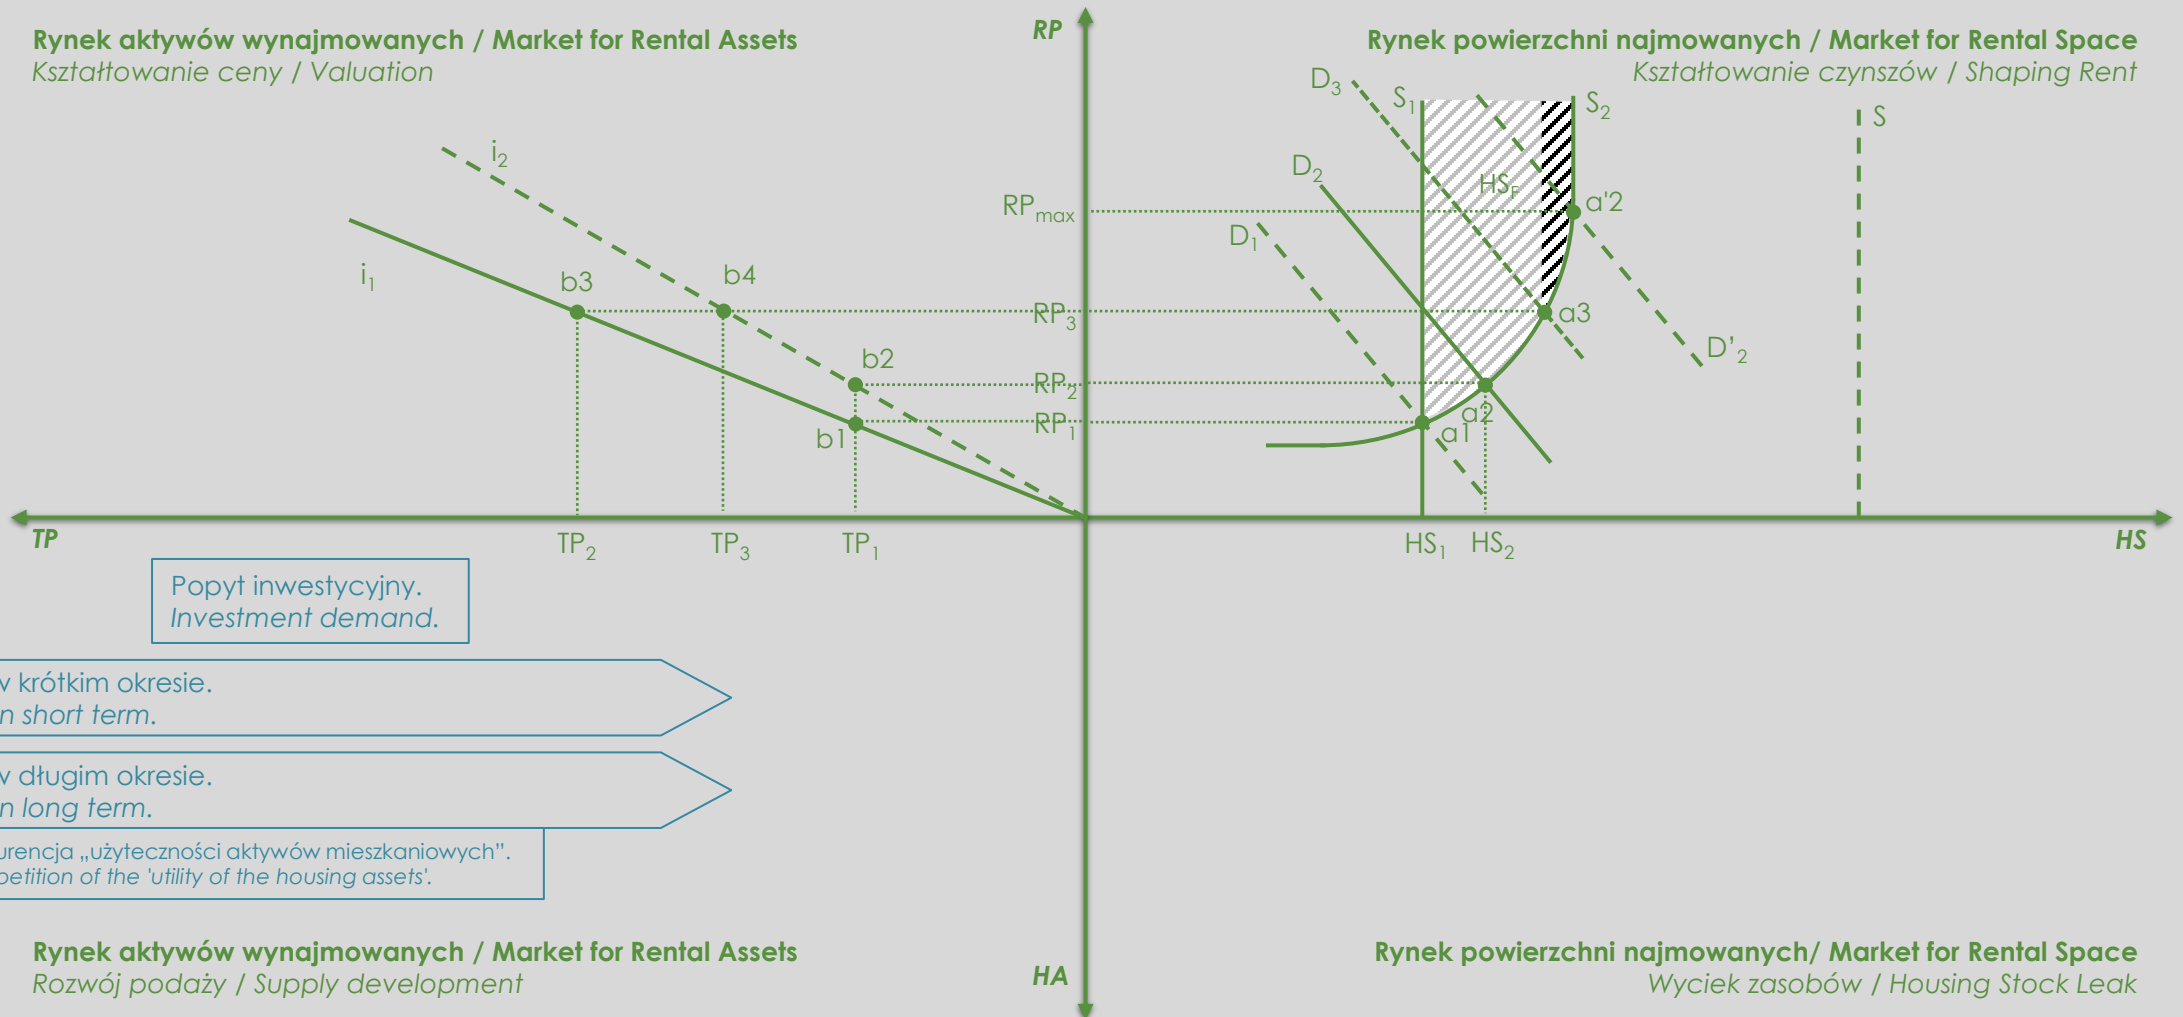 Rynek aktywów wynajmowanych / Market for Rental Assets
Kształtowanie ceny / Valuation
RP
Rynek powierzchni najmowanych / Market for Rental Space
Kształtowanie czynszów / Shaping Rent
D3
S1
S2
S
i2
D2
HSF
RPmax
a'2
D1
i1
b3
b4
RP3
a3
D'2
b2
RP2
a2
b1
RP1
a1
TP
TP2
TP3
TP1
HS1
HS2
HS
Popyt inwestycyjny.
Investment demand.
krótkim okresie.
short term.
długim okresie.
long term.
„użyteczności aktywów mieszkaniowych”.
of the 'utility of the housing assets'.
Rynek aktywów wynajmowanych / Market for Rental Assets
Rozwój podaży / Supply development
HA
Rynek powierzchni najmowanych/ Market for Rental Space
Wyciek zasobów / Housing Stock Leak